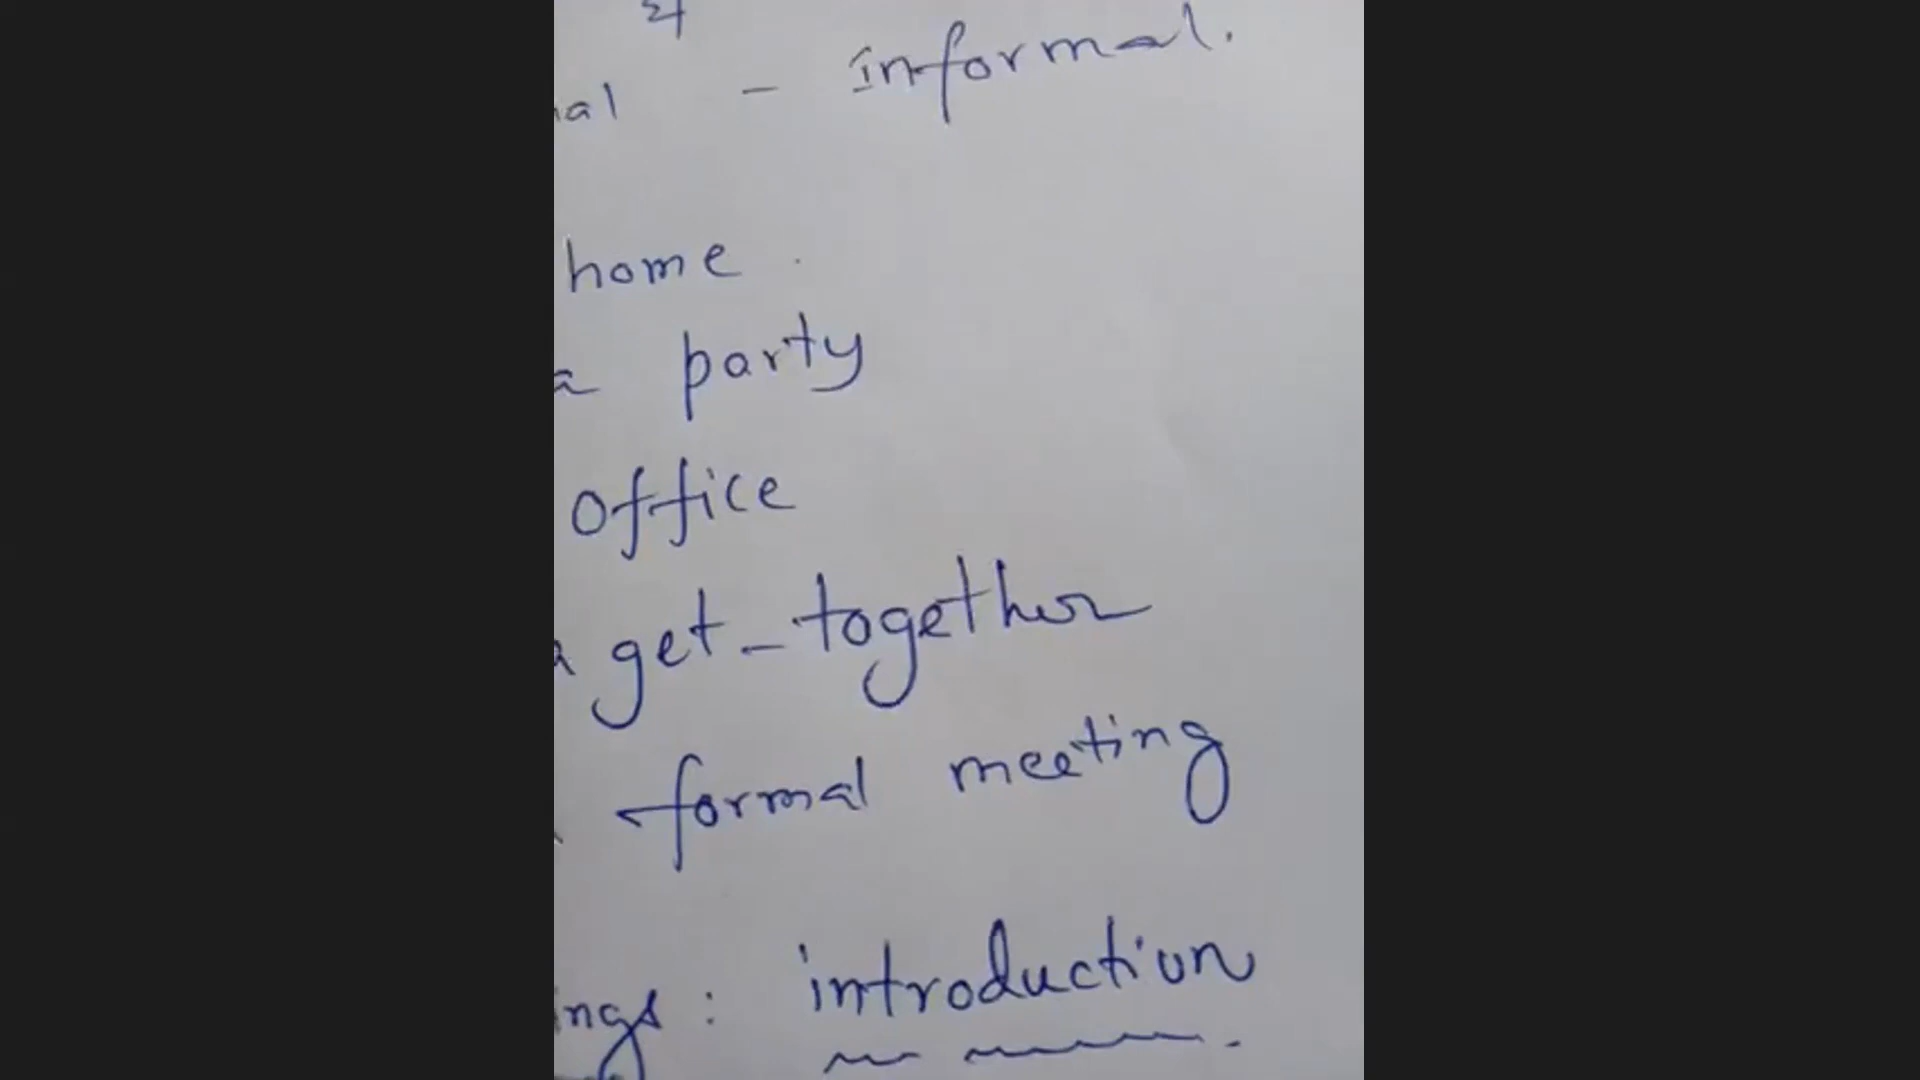 - Informal.
home
a party
office
a get-together
formal meeting
: introduction